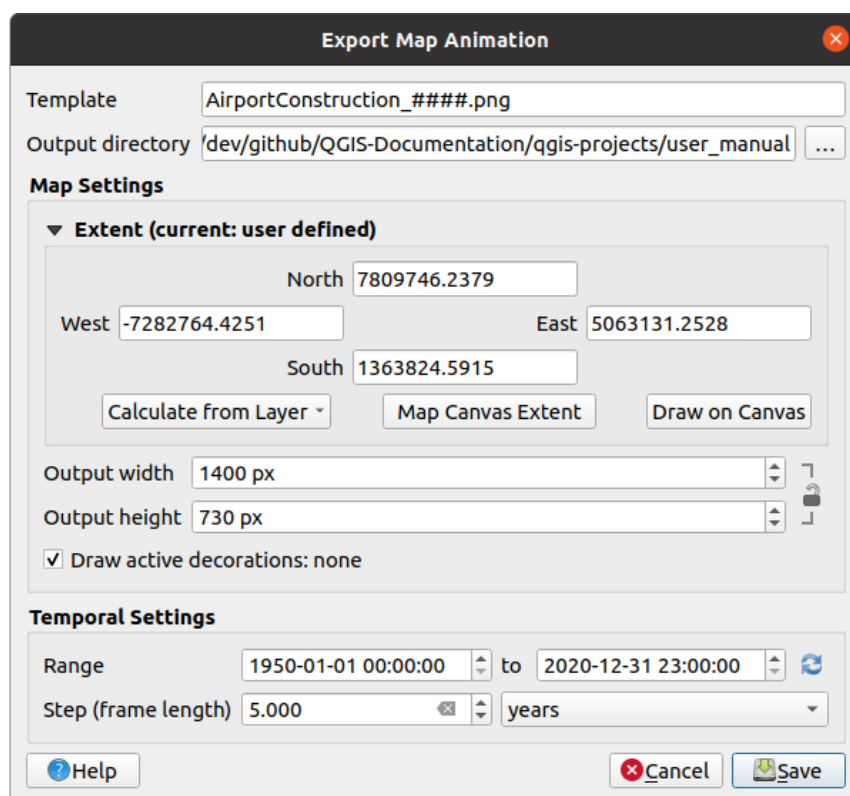 Export Map Animation
Template AirportConstruction_####.png
Output directory /dev/github/QGIS-Documentation/qgis-projects/user_manual ...
Map Settings
Extent (current: user defined)
North 7809746.2379
West -7282764.4251 East 5063131.2528
South 1363824.5915
Calculate from Layer Map Canvas Extent Draw on Canvas
Output width 1400 px
Output height 730 px
Draw active decorations: none
Temporal Settings
Range 1950-01-01 00:00:00 to 2020-12-31 23:00:00
Step (frame length) 5.000 years
Help Cancel Save